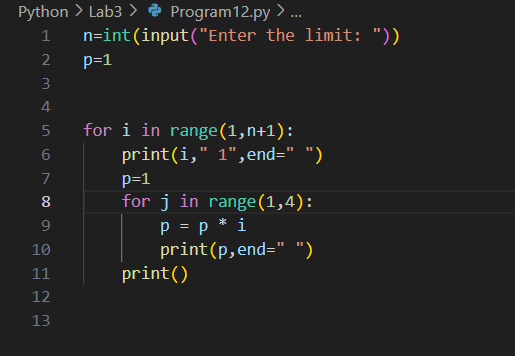 Python > Lab3 > Program12.py > ...
1 n=int(input("Enter the limit: "))
2 p=1
3
4
5 for i in range(1,n+1):
6     print(i," 1",end=" ")
7     p=1
8     for j in range(1,4):
9         p = p * i
10         print(p,end=" ")
11     print()
12
13